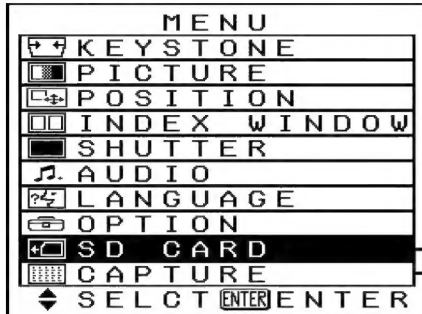 MENU
KEYSTONE
PICTURE
POSITION
INDEX WINDOW
SHUTTER
AUDIO
LANGUAGE
OPTION
SD CARD
CAPTURE
SELCT ENTER ENTER